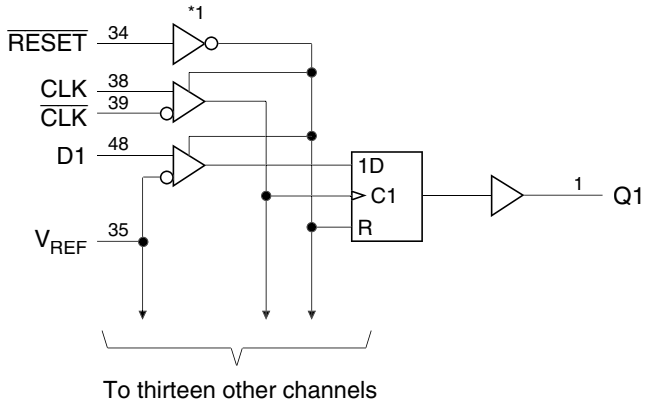 *1
RESET 34
CLK 38
CLK 39
D1 48
1D
C1
R
1 Q1
VREF 35
To thirteen other channels